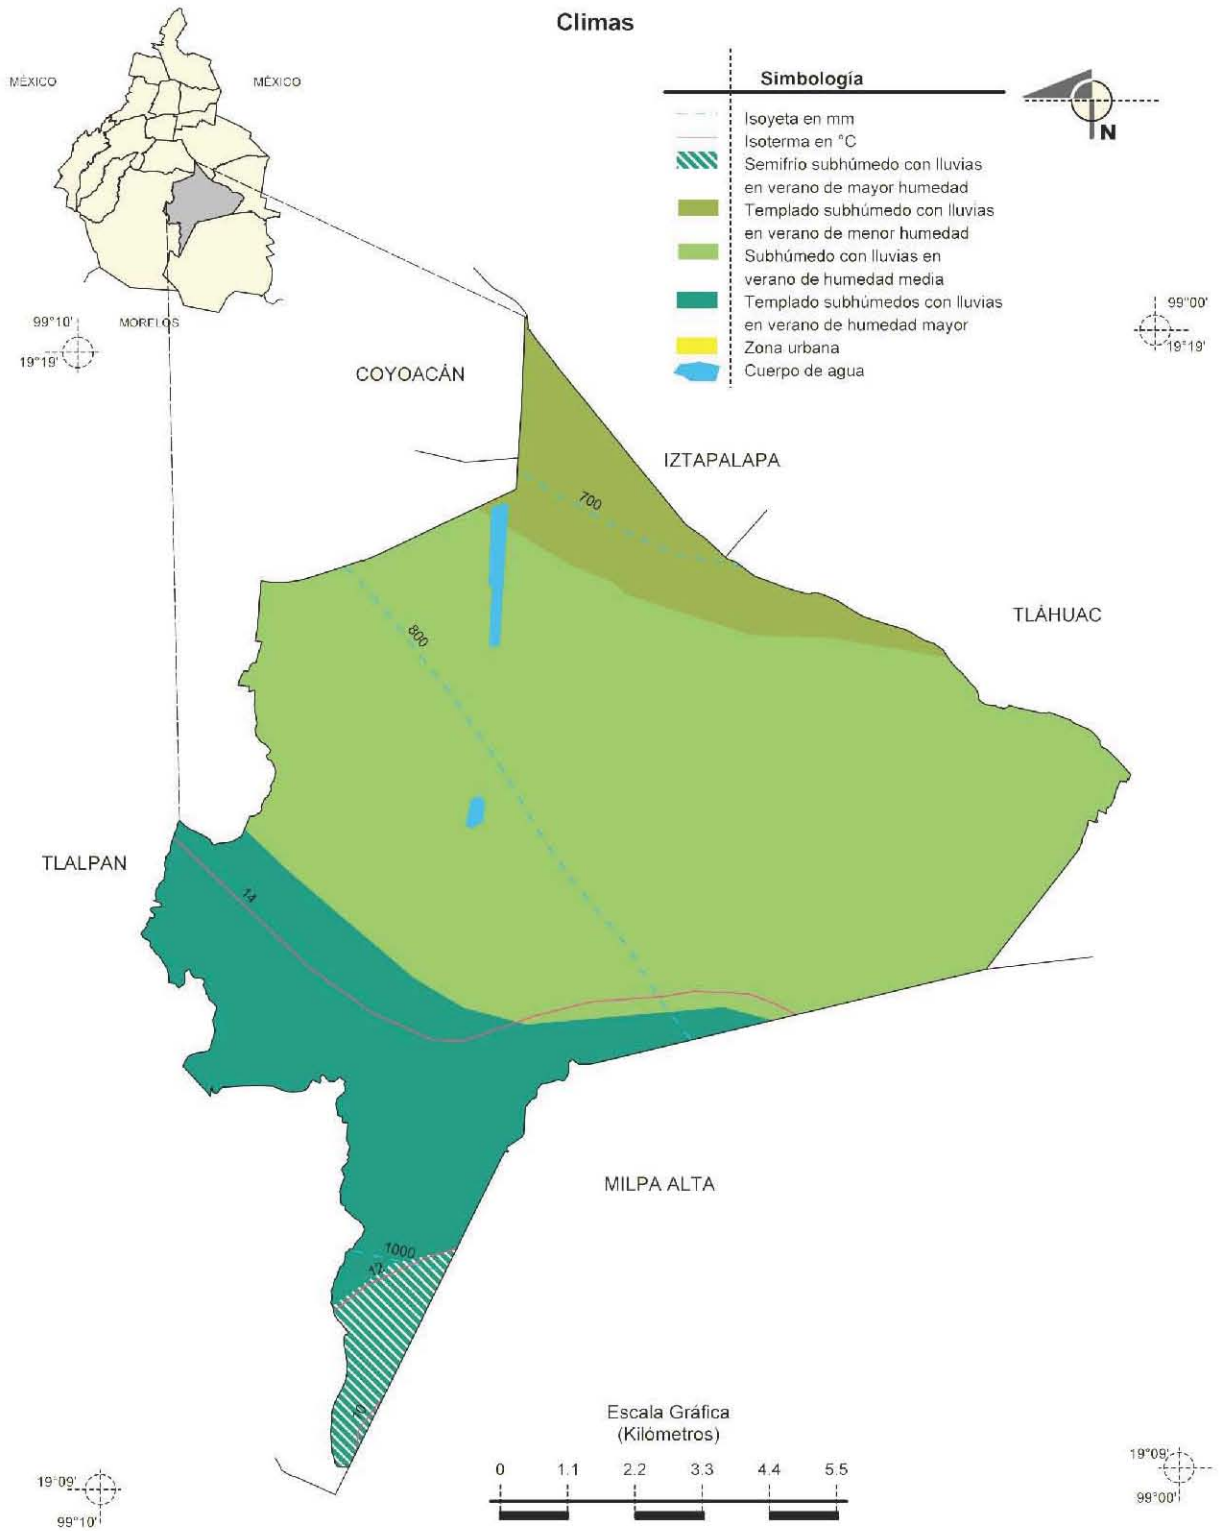 Climas
MÉXICO
MÉXICO
Simbología
N
Isoyeta en mm
Isoterma en °C
Semifrío subhúmedo con lluvias
en verano de mayor humedad
Templado subhúmedo con lluvias
en verano de menor humedad
Subhúmedo con lluvias en
verano de humedad media
Templado subhúmedos con lluvias
en verano de humedad mayor
Zona urbana
Cuerpo de agua
MORELOS
99°10'
19°19'
99°00'
19°19'
COYOACÁN
IZTAPALAPA
700
TLÁHUAC
800
TLALPAN
14
MILPA ALTA
1000
12
10
Escala Gráfica
(Kilómetros)
0 1.1 2.2 3.3 4.4 5.5
19°09'
99°10'
19°09'
99°00'